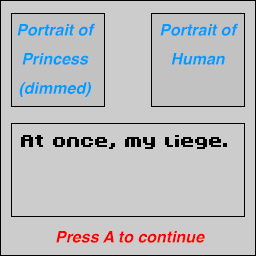 Portrait of
Princess
(dimmed)
Portrait of
Human
At once, my liege.
Press A to continue